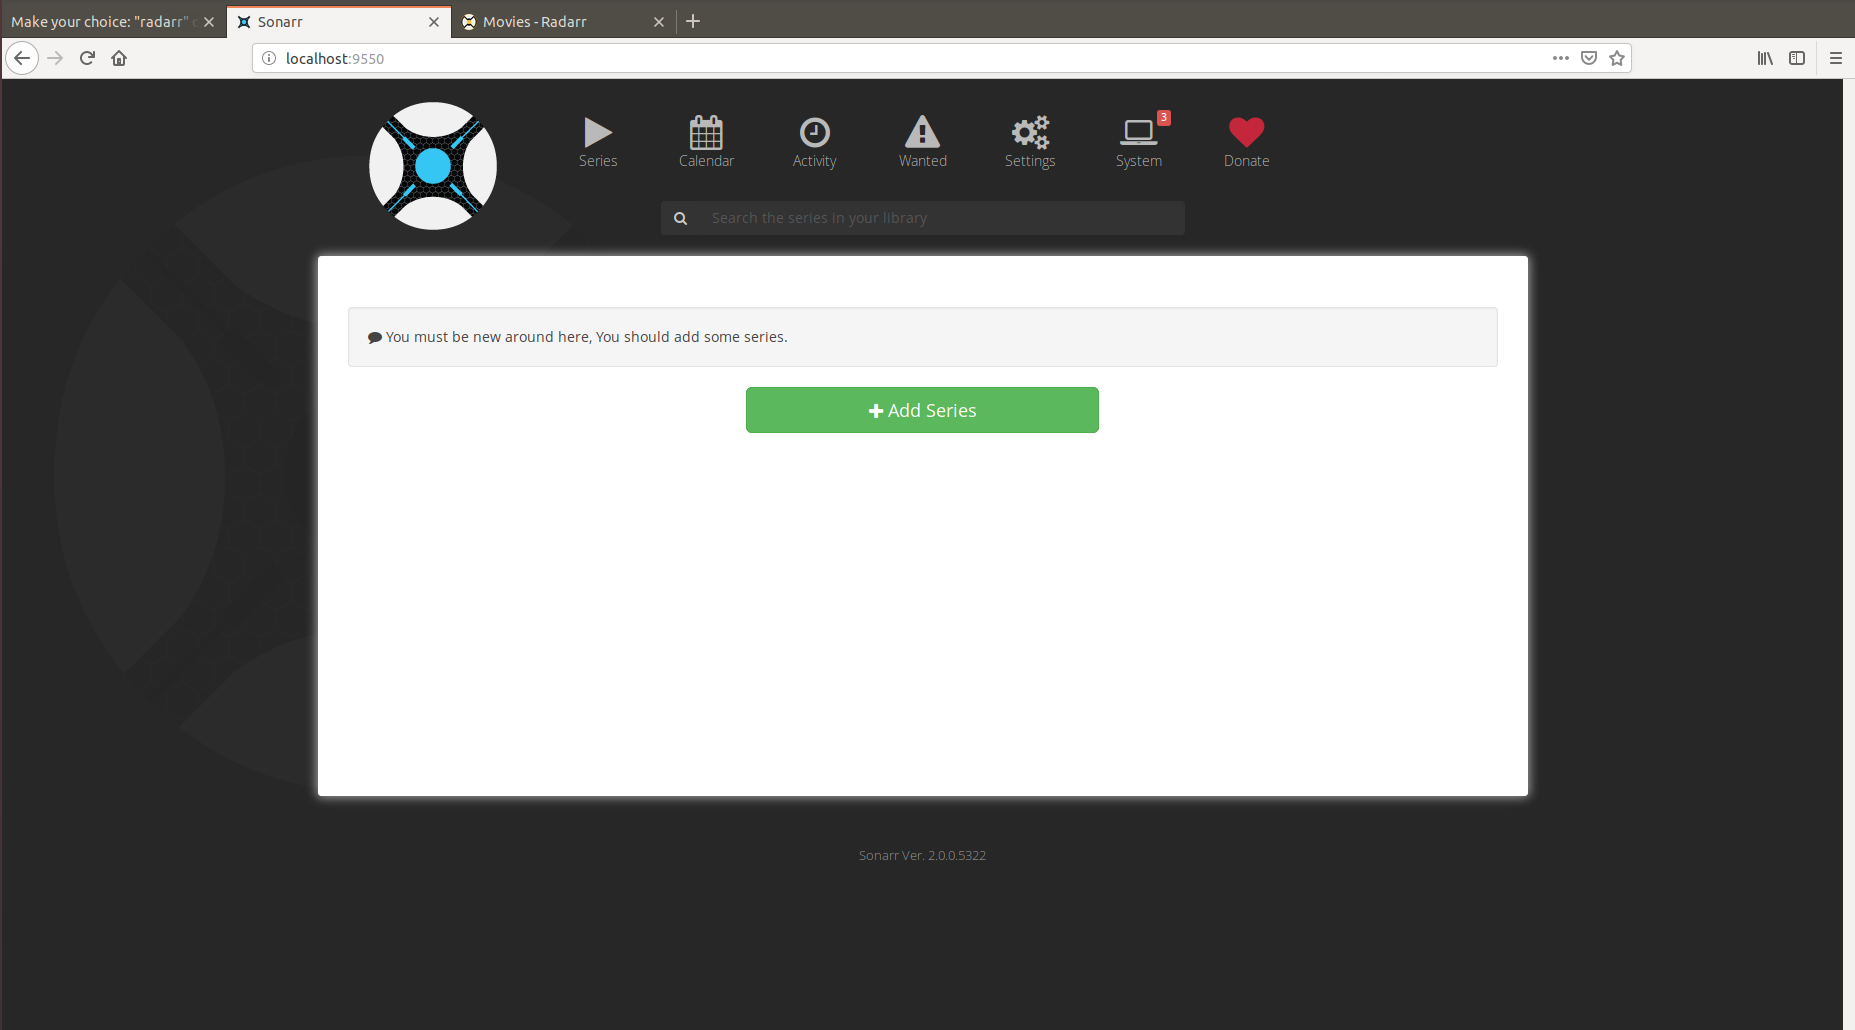 Make your choice: "radarr"
Sonarr
Movies - Radarr
localhost:9550
Series
Calendar
Activity
Wanted
Settings
3
System
Donate
Search the series in your library
You must be new around here, You should add some series.
Add Series
Sonarr Ver. 2.0.0.5322